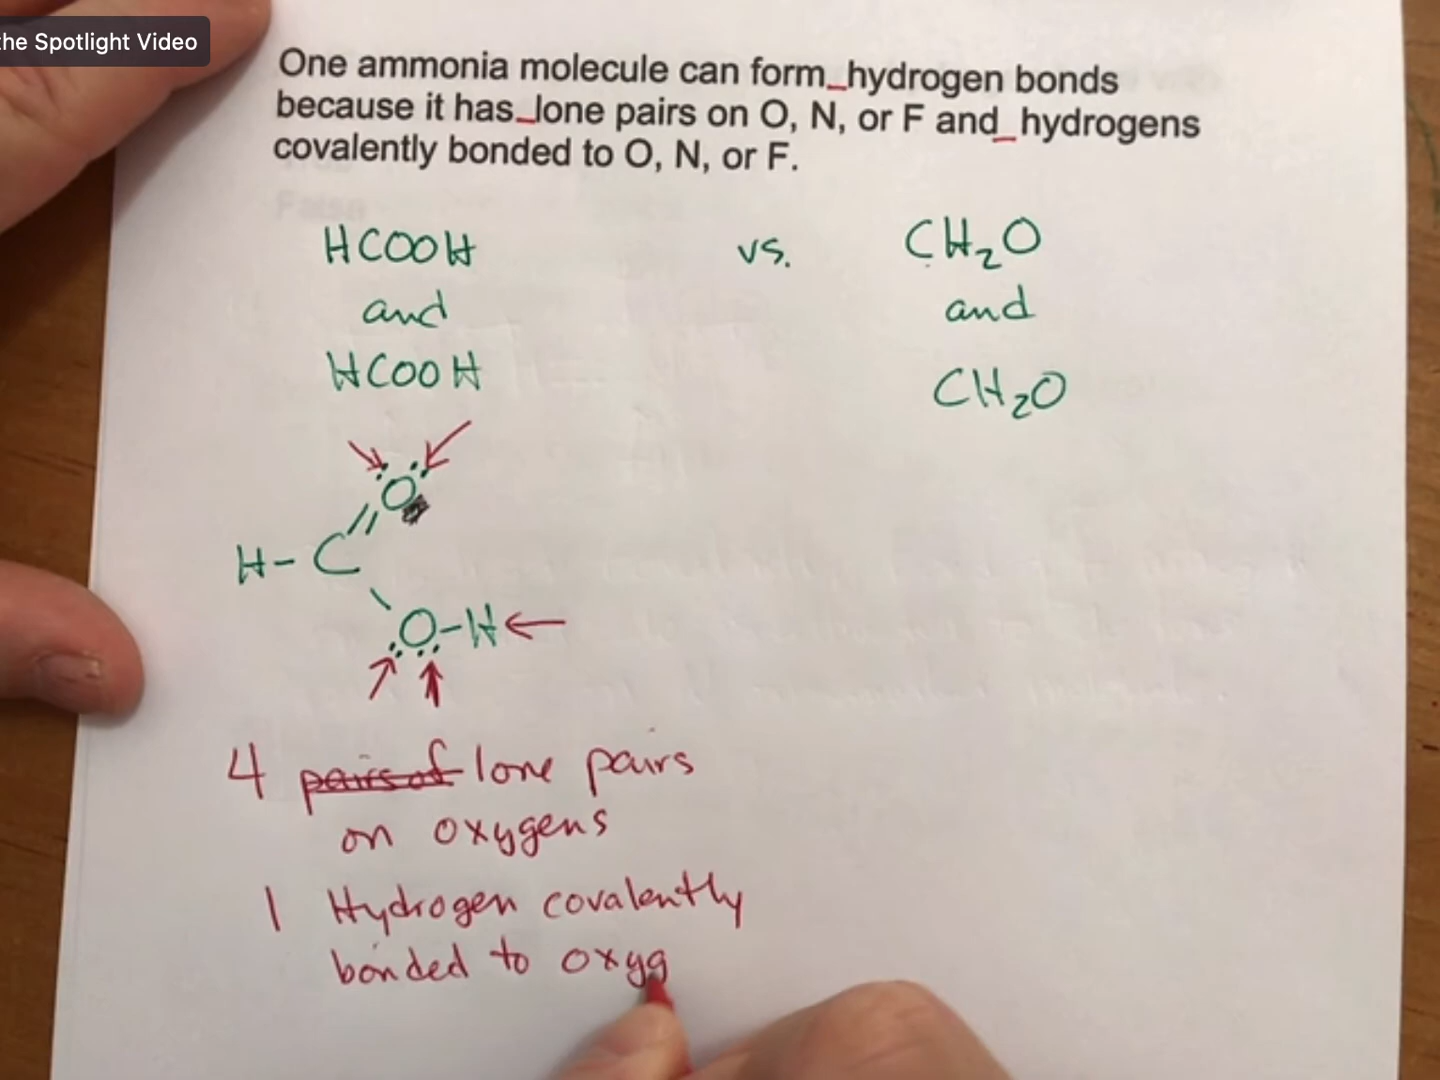 the Spotlight Video
One ammonia molecule can form_hydrogen bonds
because it has_lone pairs on O, N, or F and_hydrogens
covalently bonded to O, N, or F.
False
HCOOH vs. CH₂O
and and
HCOOH CH₂O
O
H-C
O-H
4 pairs of lone pairs
on oxygens
1 Hydrogen covalently
bonded to oxyg